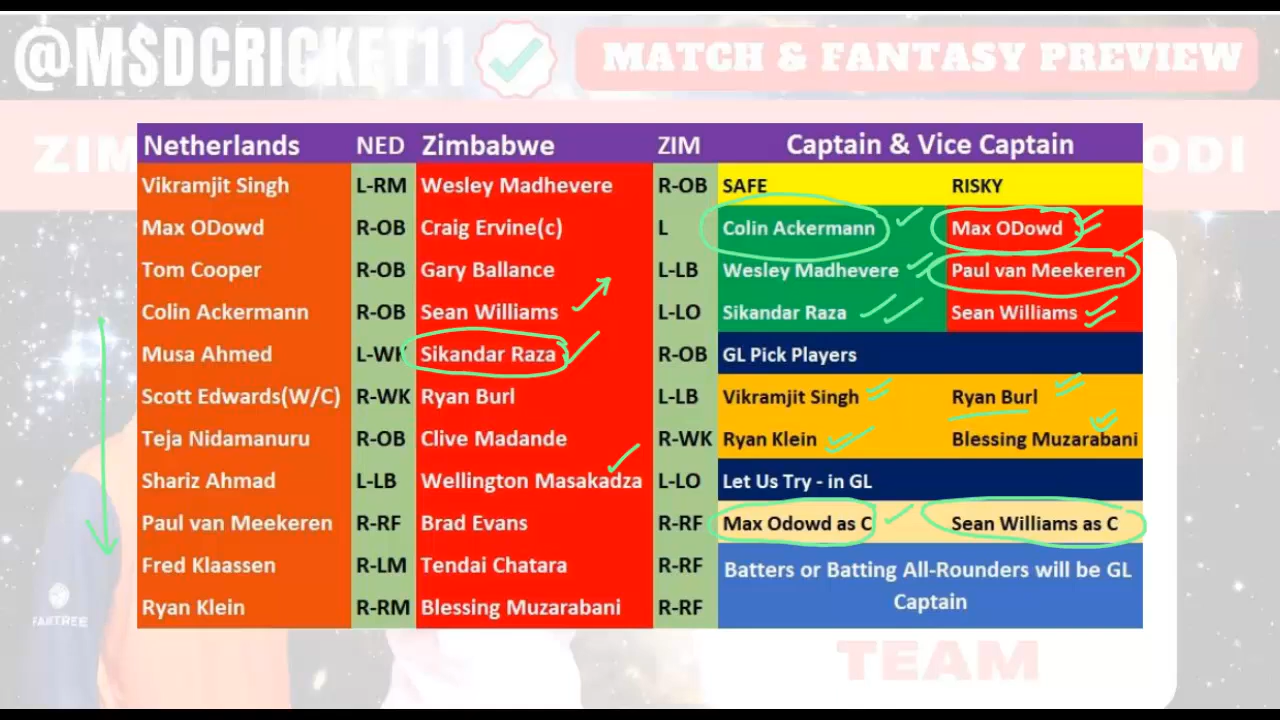 @MSDCRICKET11 MATCH & FANTASY PREVIEW
ZIM ODI
Netherlands NED Zimbabwe ZIM Captain & Vice Captain
Vikramjit Singh L-RM Wesley Madhevere R-OB SAFE RISKY
Max ODowd R-OB Craig Ervine(c) L Colin Ackermann Max ODowd
Tom Cooper R-OB Gary Ballance L-LB Wesley Madhevere Paul van Meekeren
Colin Ackermann R-OB Sean Williams L-LO Sikandar Raza Sean Williams
Musa Ahmed L-WK Sikandar Raza R-OB GL Pick Players
Scott Edwards(W/C) R-WK Ryan Burl L-LB Vikramjit Singh Ryan Burl
Teja Nidamanuru R-OB Clive Madande R-WK Ryan Klein Blessing Muzarabani
Shariz Ahmad L-LB Wellington Masakadza L-LO Let Us Try - in GL
Paul van Meekeren R-RF Brad Evans R-RF Max Odowd as C Sean Williams as C
Fred Klaassen R-LM Tendai Chatara R-RF Batters or Batting All-Rounders will be GL
Captain
Ryan Klein R-RM Blessing Muzarabani R-RF
FAIRTREE
TEAM